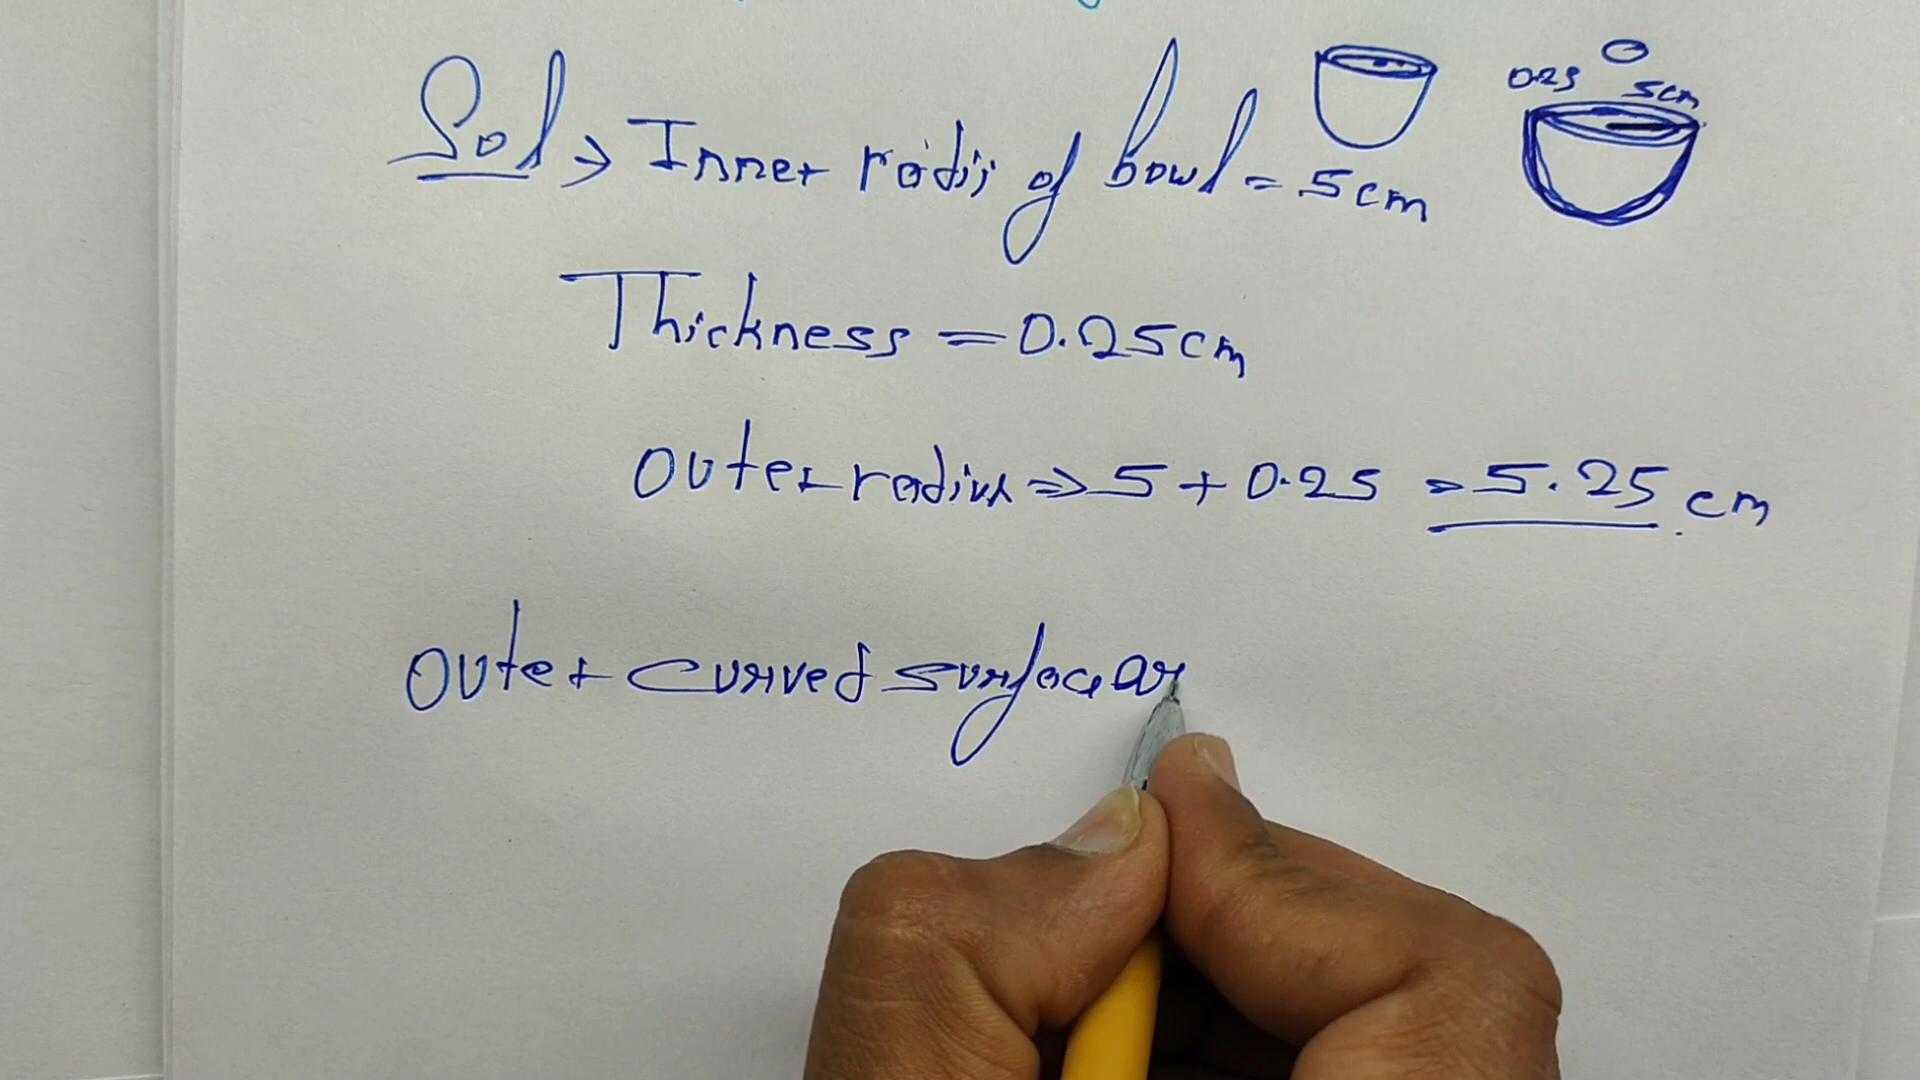 Sol → Inner radii of bowl = 5cm
0.25 5cm
Thickness = 0.25cm
Outer radius ⇒ 5 + 0.25 = 5.25 cm
Outer curved surface ar